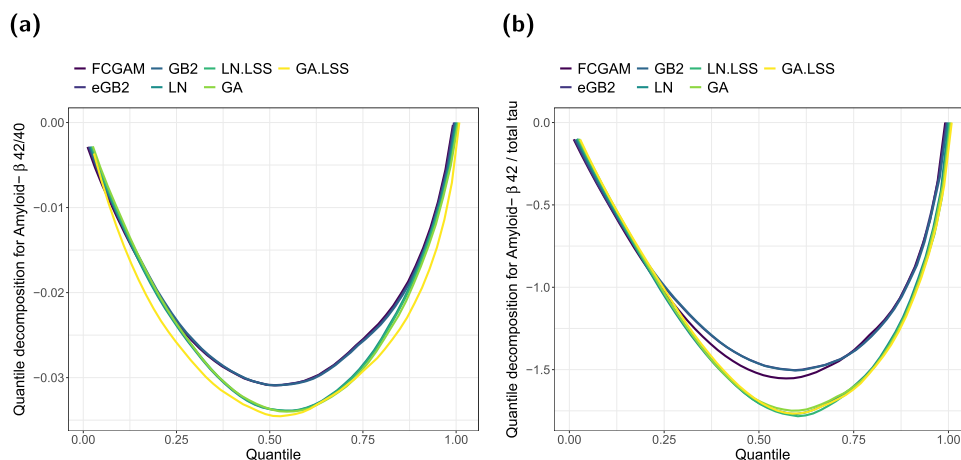 (a)
FCGAM GB2 LN.LSS GA.LSS
eGB2 LN GA
Quantile decomposition for Amyloid− β 42/40
0.00
−0.01
−0.02
−0.03
0.00 0.25 0.50 0.75 1.00
Quantile
(b)
FCGAM GB2 LN.LSS GA.LSS
eGB2 LN GA
Quantile decomposition for Amyloid− β 42 / total tau
0.0
−0.5
−1.0
−1.5
0.00 0.25 0.50 0.75 1.00
Quantile